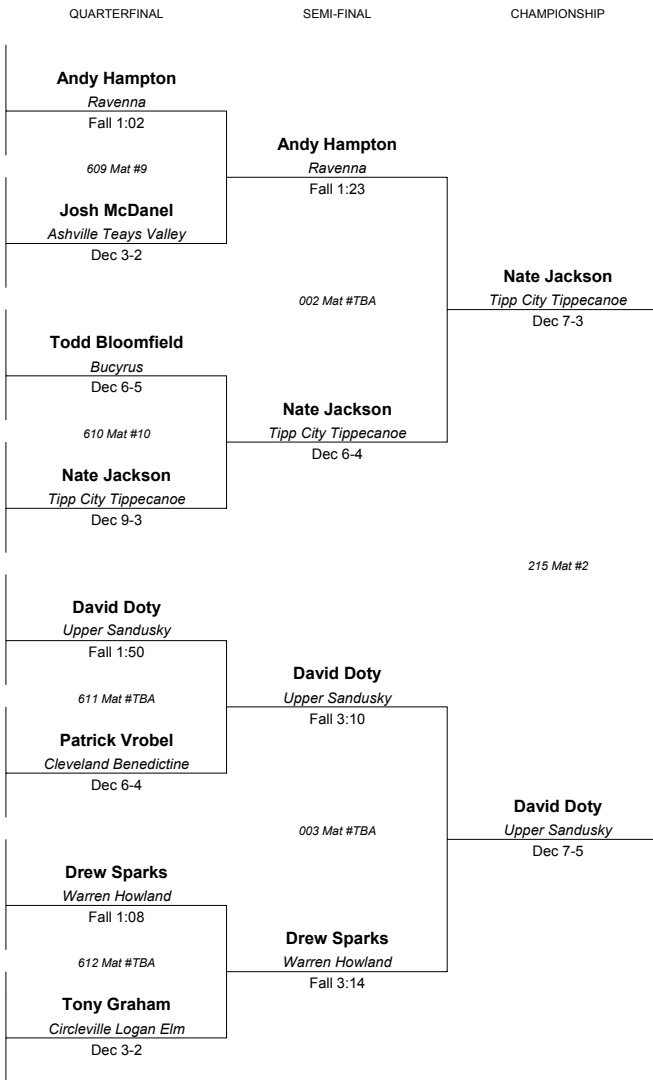 QUARTERFINAL
SEMI-FINAL
CHAMPIONSHIP
Andy Hampton
Ravenna
Fall 1:02
609 Mat #9
Josh McDanel
Ashville Teays Valley
Dec 3-2
Todd Bloomfield
Bucyrus
Dec 6-5
610 Mat #10
Nate Jackson
Tipp City Tippecanoe
Dec 9-3
David Doty
Upper Sandusky
Fall 1:50
611 Mat #TBA
Patrick Vrobel
Cleveland Benedictine
Dec 6-4
Drew Sparks
Warren Howland
Fall 1:08
612 Mat #TBA
Tony Graham
Circleville Logan Elm
Dec 3-2
Andy Hampton
Ravenna
Fall 1:23
002 Mat #TBA
Nate Jackson
Tipp City Tippecanoe
Dec 6-4
David Doty
Upper Sandusky
Fall 3:10
003 Mat #TBA
Drew Sparks
Warren Howland
Fall 3:14
Nate Jackson
Tipp City Tippecanoe
Dec 7-3
215 Mat #2
David Doty
Upper Sandusky
Dec 7-5